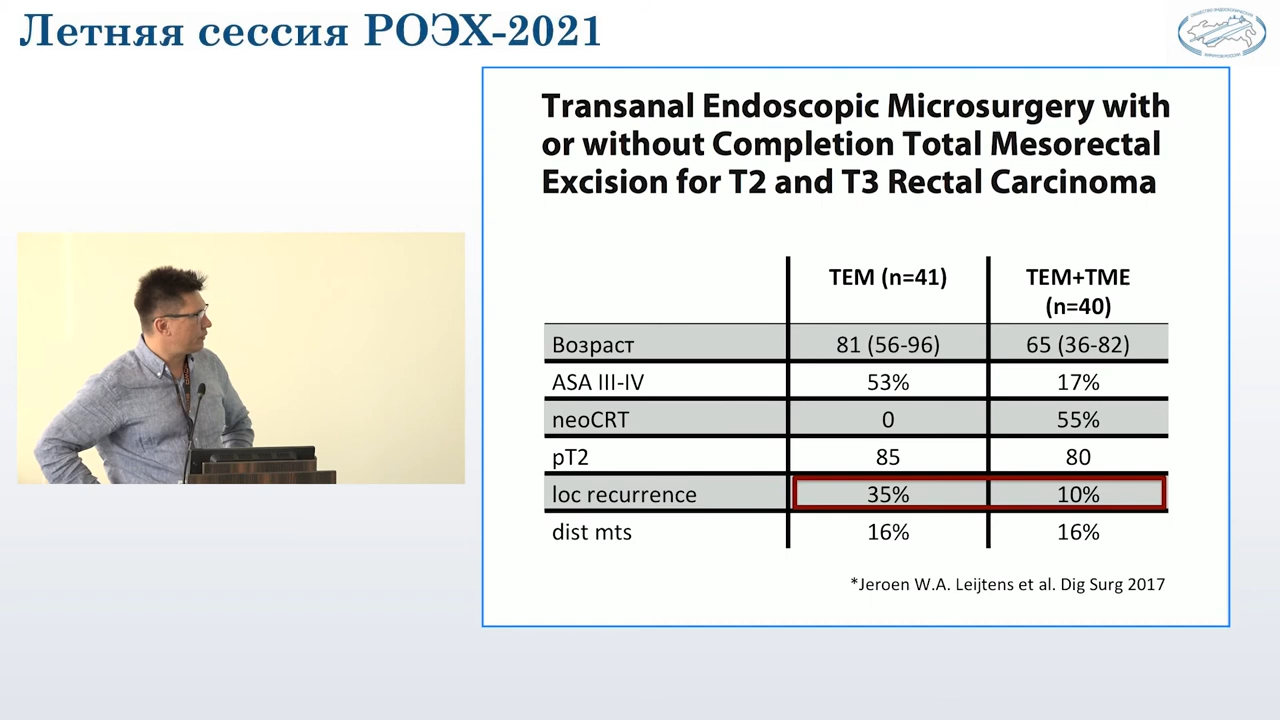 Летняя сессия РОЭХ-2021
Transanal Endoscopic Microsurgery with
or without Completion Total Mesorectal
Excision for T2 and T3 Rectal Carcinoma
TEM (n=41) TEM+TME
(n=40)
Возраст 81 (56-96) 65 (36-82)
ASA III-IV 53% 17%
neoCRT 0 55%
pT2 85 80
loc recurrence 35% 10%
dist mts 16% 16%
*Jeroen W.A. Leijtens et al. Dig Surg 2017